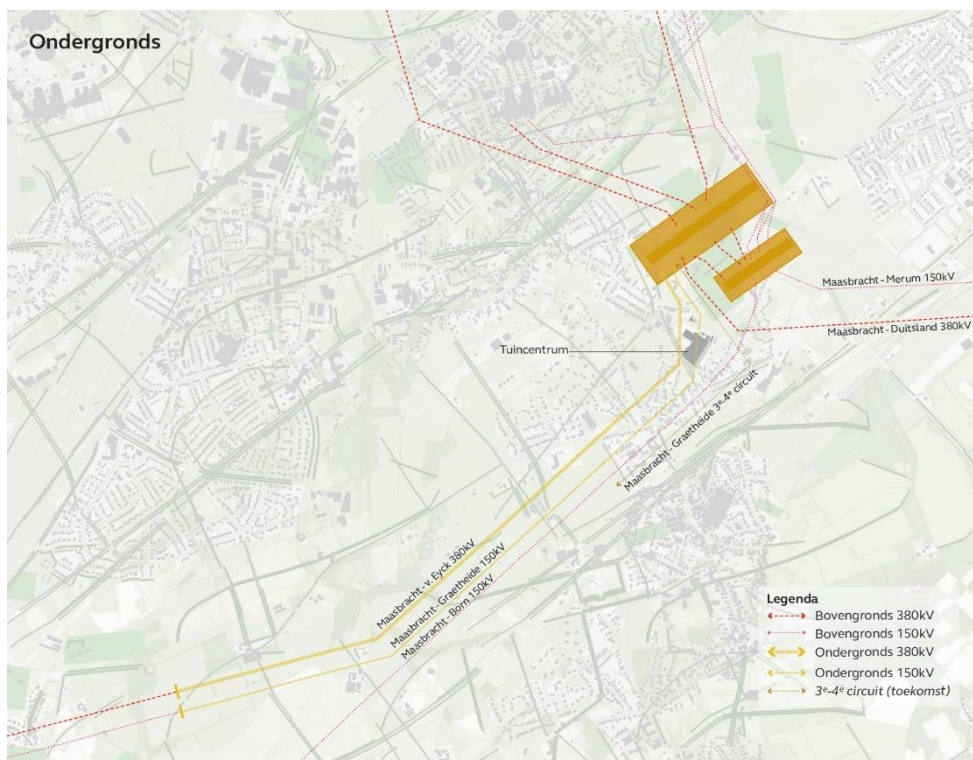 Ondergronds
Maasbracht - Merum 150kV
Maasbracht - Duitsland 380kV
Tuincentrum
Maasbracht - Graetheide 3e-4e circuit
Maasbracht - v. Eyck 380kV
Maasbracht - Graetheide 150kV
Maasbracht - Born 150kV
Legenda
Bovengronds 380kV
Bovengronds 150kV
Ondergronds 380kV
Ondergronds 150kV
3e-4e circuit (toekomst)